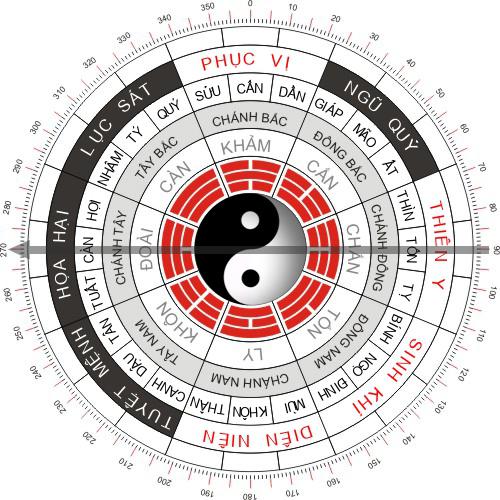 0
10
20
30
40
50
60
70
80
90
100
110
120
130
140
150
160
170
180
190
200
210
220
230
240
250
260
270
280
290
300
310
320
330
340
350
PHỤC VỊ
NGŨ QUỶ
THIÊN Y
SINH KHÍ
DIÊN NIÊN
TUYỆT MỆNH
HỌA HẠI
LỤC SÁT
SỬU
CẤN
DẦN
GIÁP
MÃO
ẤT
THÌN
TỐN
TỴ
BÍNH
NGỌ
ĐINH
MÙI
KHÔN
THÂN
CANH
DẬU
TÂN
TUẤT
CÀN
HỢI
NHÂM
TÝ
QUÝ
CHÁNH BẮC
ĐÔNG BẮC
CHÁNH ĐÔNG
ĐÔNG NAM
CHÁNH NAM
TÂY NAM
CHÁNH TÂY
TÂY BẮC
KHẢM
CẤN
CHẤN
TỐN
LY
KHÔN
ĐOÀI
CÀN